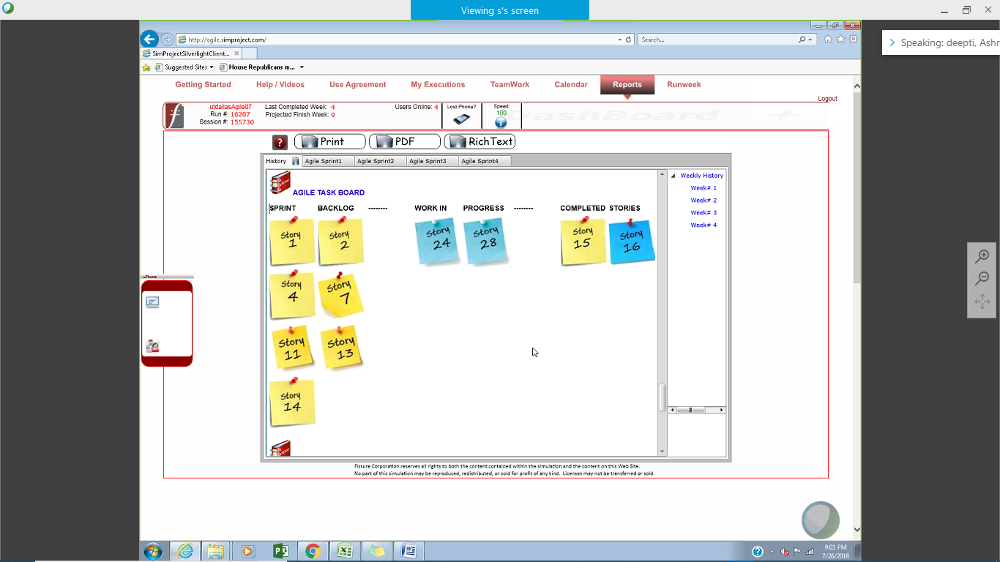 Viewing s's screen
Speaking: deepti, Ashr
http://agile.simproject.com/
Search...
SimProjectSilverlightClient...
Suggested Sites
House Republicans m...
Getting Started
Help / Videos
Use Agreement
My Executions
TeamWork
Calendar
Reports
Runweek
Logout
utdallasAgile07
Run #: 16207
Session #: 155730
Last Completed Week: 4
Projected Finish Week: 9
Users Online: 4
Lost Phone?
Speed:
100
DashBoard
?
Print
PDF
RichText
History
Agile Sprint1
Agile Sprint2
Agile Sprint3
Agile Sprint4
AGILE TASK BOARD
SPRINT BACKLOG -------- WORK IN PROGRESS -------- COMPLETED STORIES
Story 1
Story 2
Story 24
Story 28
Story 15
Story 16
Story 4
Story 7
Story 11
Story 13
Story 14
Weekly History
Week# 1
Week# 2
Week# 3
Week# 4
uPhone
Fissure Corporation reserves all rights to both the content contained within the simulation and the content on this Web Site.
No part of this simulation may be reproduced, redistributed, or sold for profit of any kind. Licenses may not be transferred or sold.
9:01 PM
7/26/2018